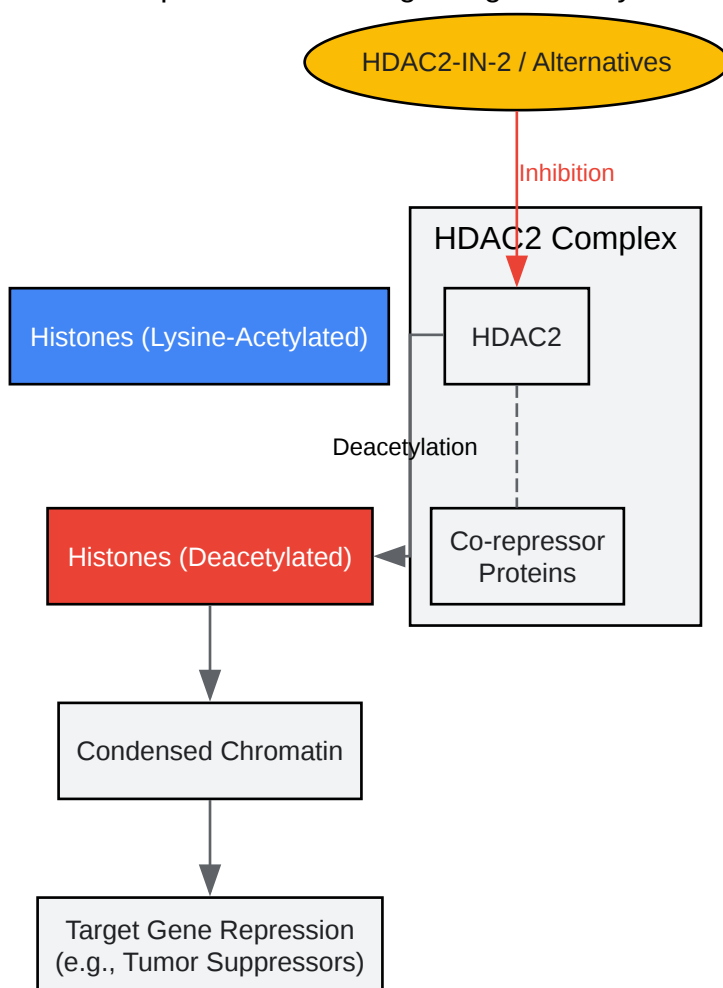 HDAC2-IN-2 / Alternatives
Inhibition
HDAC2 Complex
Histones (Lysine-Acetylated)
HDAC2
Deacetylation
Histones (Deacetylated)
Co-repressor
Proteins
Condensed Chromatin
Target Gene Repression
(e.g., Tumor Suppressors)